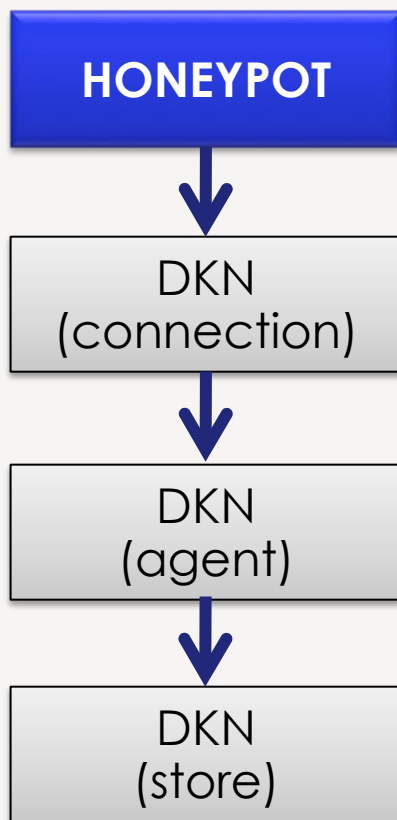 HONEYPOT
DKN
(connection)
DKN
(agent)
DKN
(store)